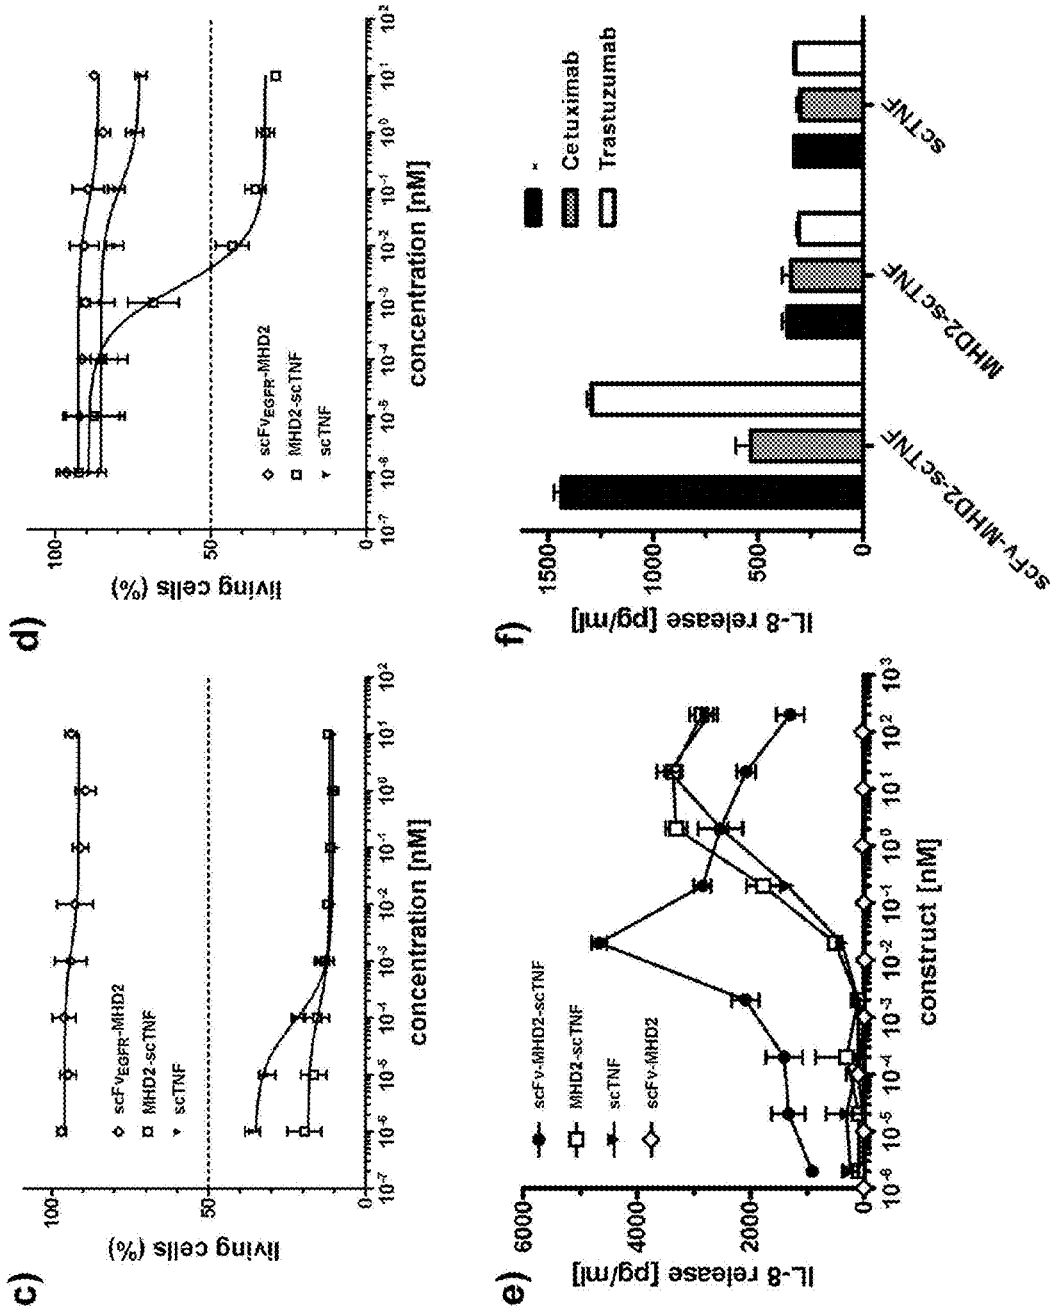 c)
living cells (%)
100
50
0
scFvEGFR-MHD2
MHD2-scTNF
scTNF
10-7 10-6 10-5 10-4 10-3 10-2 10-1 100 101 102
concentration [nM]
d)
living cells (%)
100
50
0
scFvEGFR-MHD2
MHD2-scTNF
scTNF
10-7 10-6 10-5 10-4 10-3 10-2 10-1 100 101 102
concentration [nM]
e)
IL-8 release [pg/ml]
6000
4000
2000
0
scFv-MHD2-scTNF
MHD2-scTNF
scTNF
scFv-MHD2
10-6 10-5 10-4 10-3 10-2 10-1 100 101 102 103
construct [nM]
f)
IL-8 release [pg/ml]
1500
1000
500
0
-
Cetuximab
Trastuzumab
scFv-MHD2-scTNF
MHD2-scTNF
scTNF